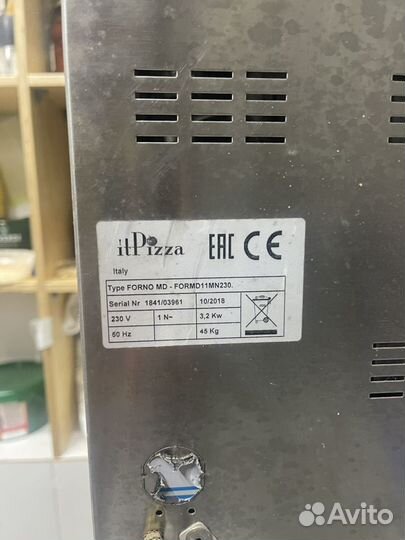 itPizza EAC CE
Italy
Type FORNO MD - FORMD11MN230.
Serial Nr 1841/03961 10/2018
230 V 1 N~ 3,2 Kw
50 Hz 45 Kg
Avito